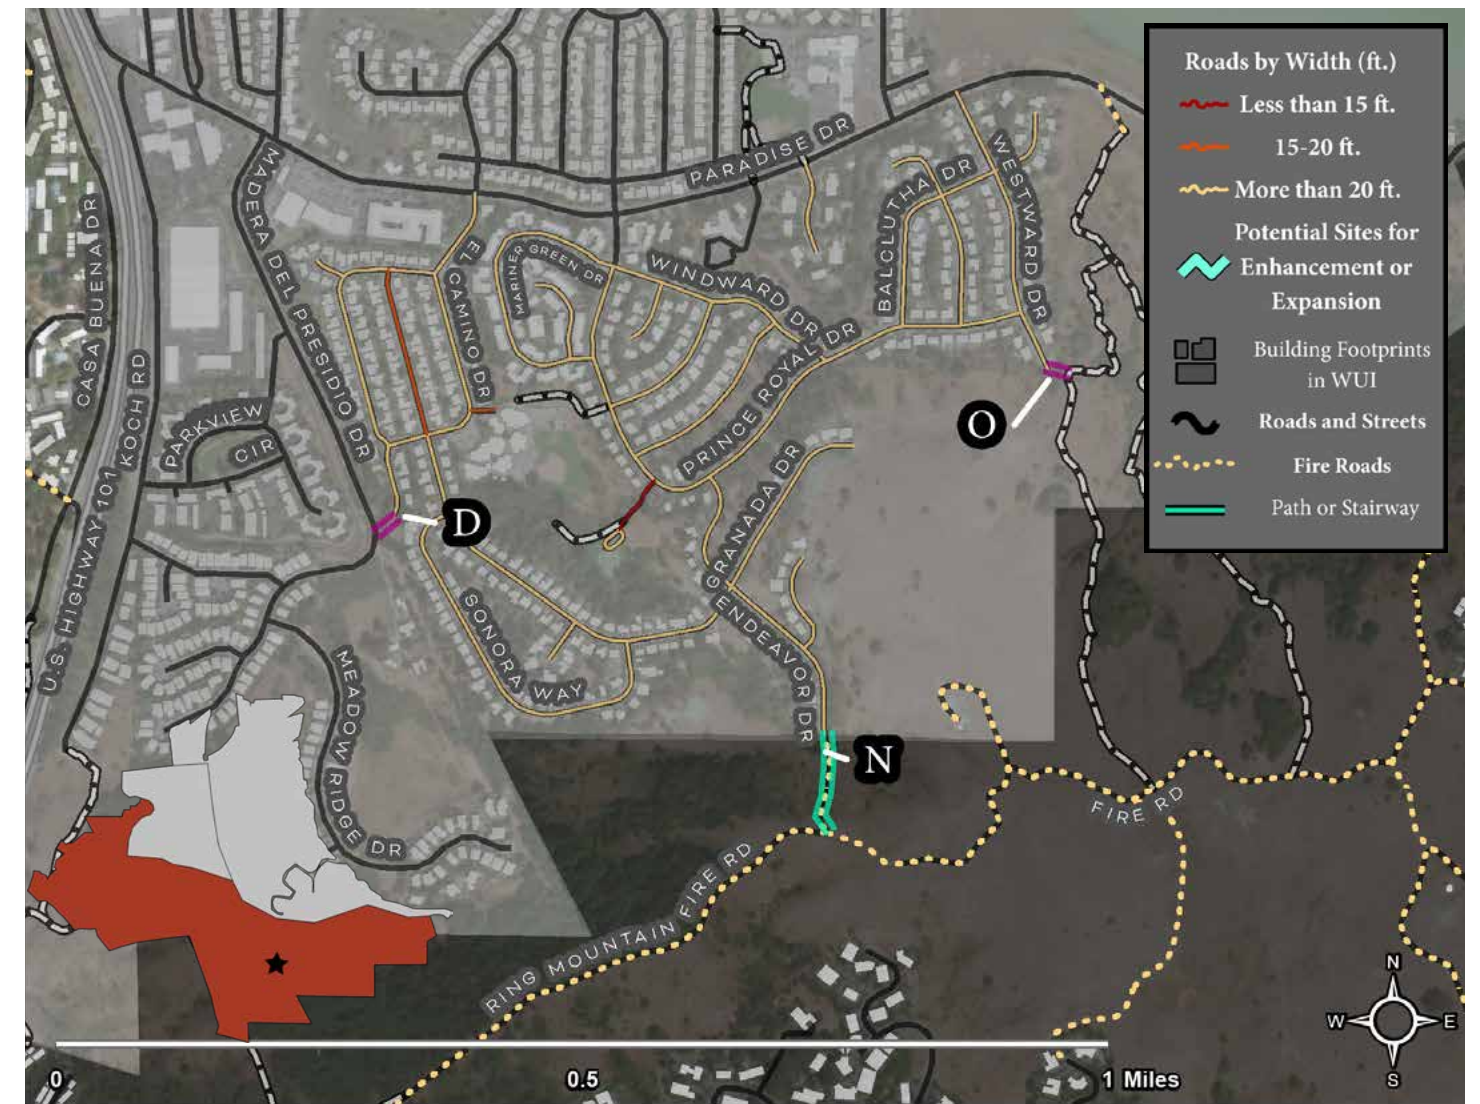 Roads by Width (ft.)
Less than 15 ft.
15-20 ft.
More than 20 ft.
Potential Sites for
Enhancement or
Expansion
Building Footprints
in WUI
Roads and Streets
Fire Roads
Path or Stairway
PARADISE DR
MADERA DEL PRESIDIO DR
CASA BUENA DR
KOCH RD
U.S. HIGHWAY 101
PARKVIEW
CIR
EL CAMINO DR
MARINER GREEN DR
WINDWARD DR
PRINCE ROYAL DR
BALCLUTHA DR
WESTWARD DR
O
D
GRANADA DR
ENDEAVOR DR
SONORA WAY
MEADOW RIDGE DR
N
FIRE RD
RING MOUNTAIN FIRE RD
N
W
E
S
0
0.5
1 Miles